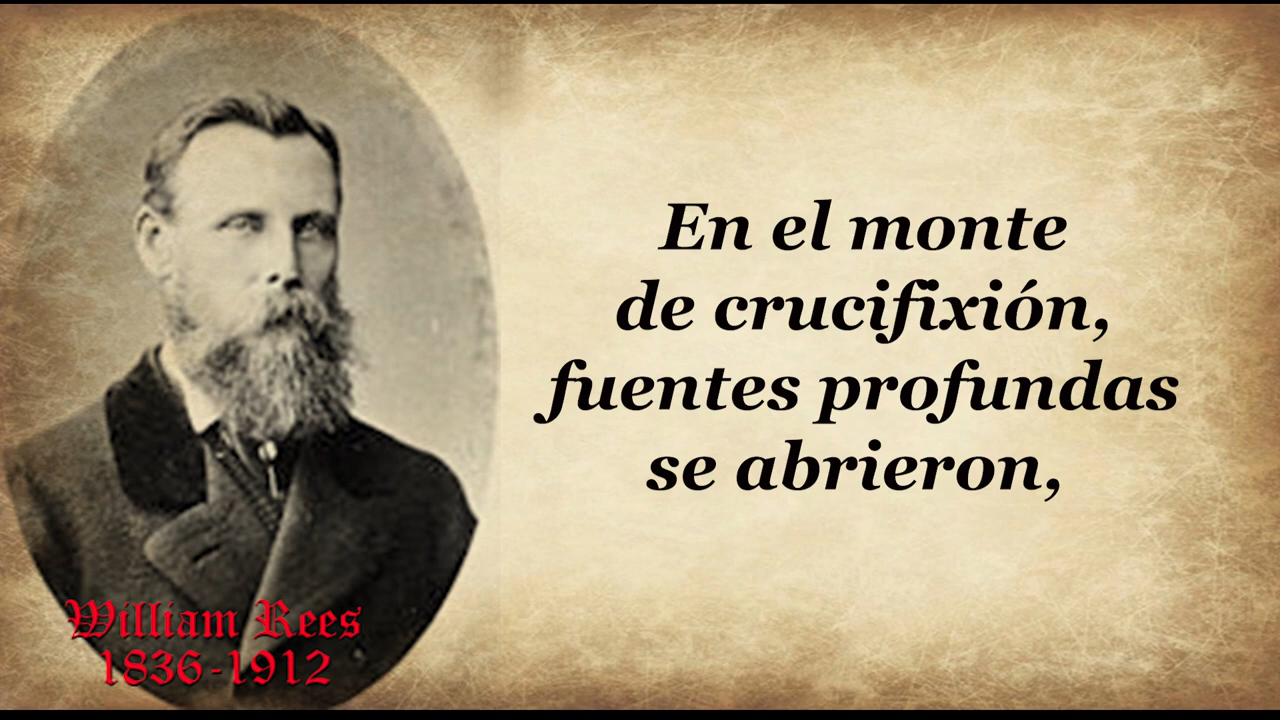 En el monte
de crucifixión,
fuentes profundas
se abrieron,
William Rees
1836-1912